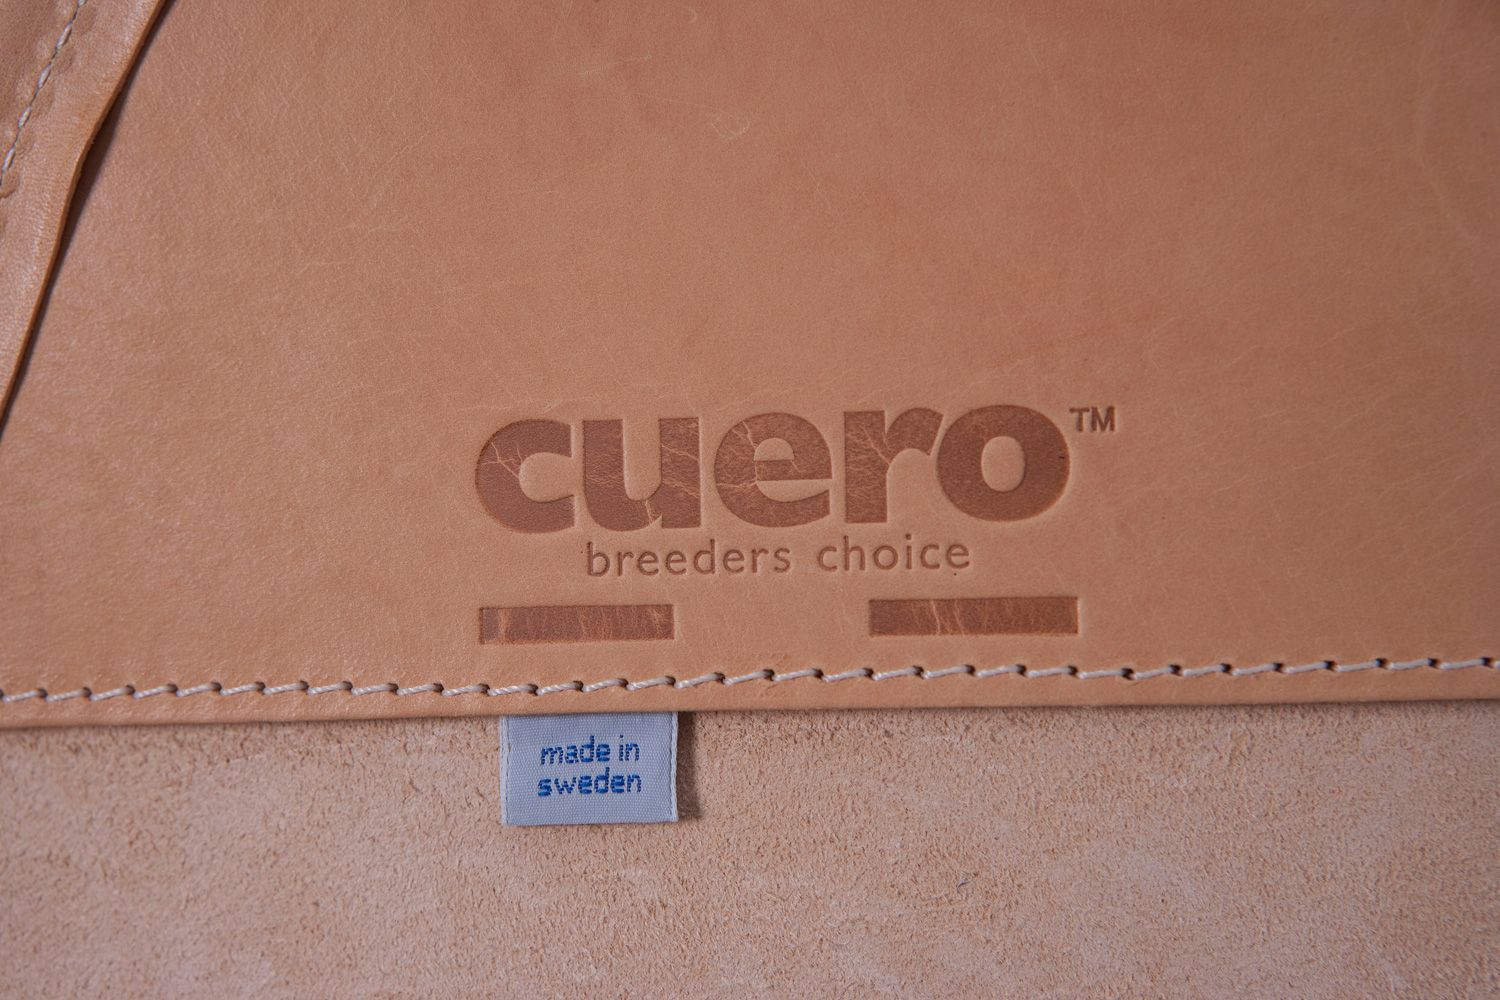 cuero™
breeders choice
made in
sweden